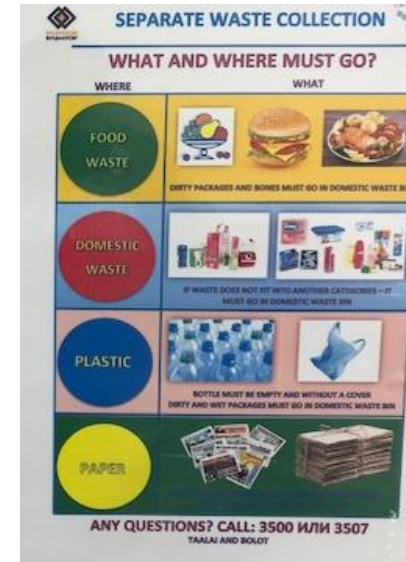 SEPARATE WASTE COLLECTION
WHAT AND WHERE MUST GO?
WHERE
WHAT
FOOD
WASTE
DIRTY PACKAGES AND BONES MUST GO IN DOMESTIC WASTE
DOMESTIC
WASTE
IF WASTE DOES NOT FIT INTO ANOTHER CATEGORIES – IT
MUST GO IN DOMESTIC WASTE BIN
PLASTIC
BOTTLE MUST BE EMPTY AND WITHOUT A COVER
DIRTY AND WET PACKAGES MUST GO IN DOMESTIC WASTE BIN
PAPER
ANY QUESTIONS? CALL: 3500 ИЛИ 3507
TAALAI AND BOLOT